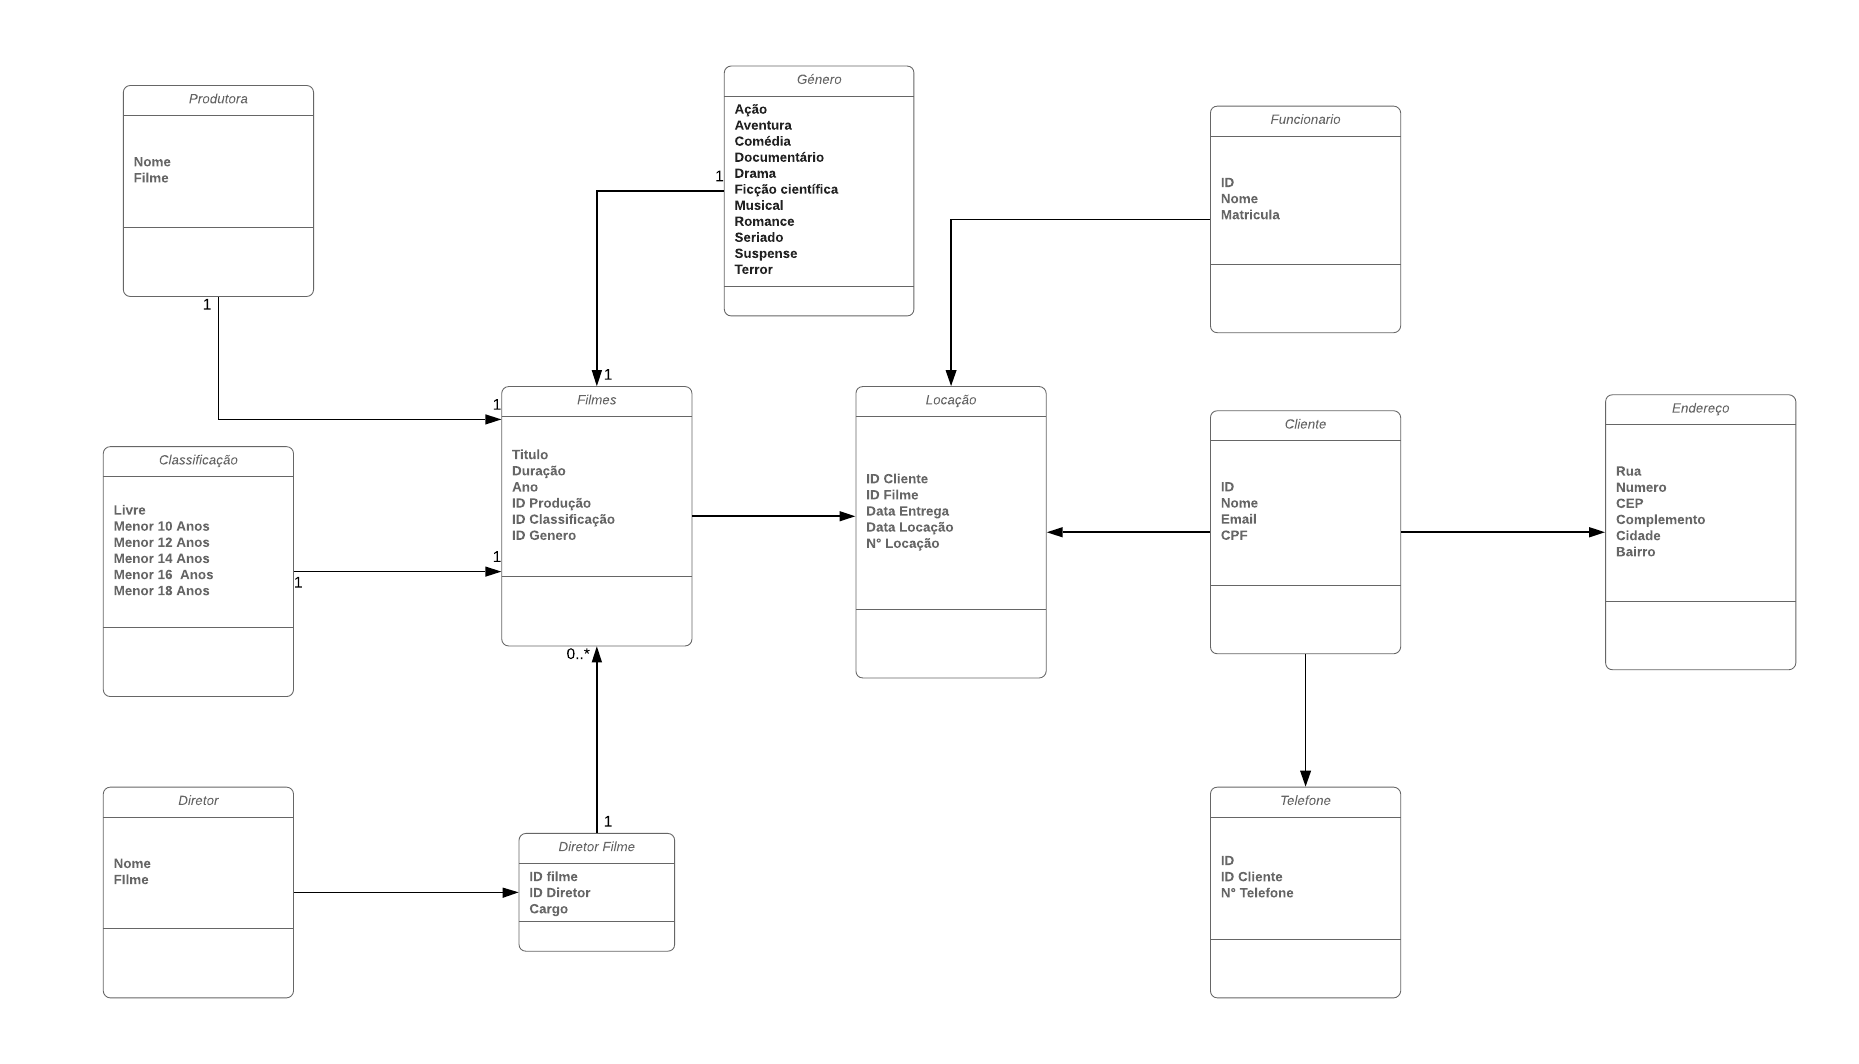 Produtora
Nome
Filme
1
Género
Ação
Aventura
Comédia
Documentário
Drama
Ficção científica
Musical
Romance
Seriado
Suspense
Terror
1
1
Funcionario
ID
Nome
Matricula
1
Filmes
Titulo
Duração
Ano
ID Produção
ID Classificação
ID Genero
Classificação
Livre
Menor 10 Anos
Menor 12 Anos
Menor 14 Anos
Menor 16  Anos
Menor 18 Anos
1
1
0..*
Locação
ID Cliente
ID Filme
Data Entrega
Data Locação
N° Locação
Cliente
ID
Nome
Email
CPF
Endereço
Rua
Numero
CEP
Complemento
Cidade
Bairro
Diretor
Nome
FIlme
1
Diretor Filme
ID filme
ID Diretor
Cargo
Telefone
ID
ID Cliente
N° Telefone